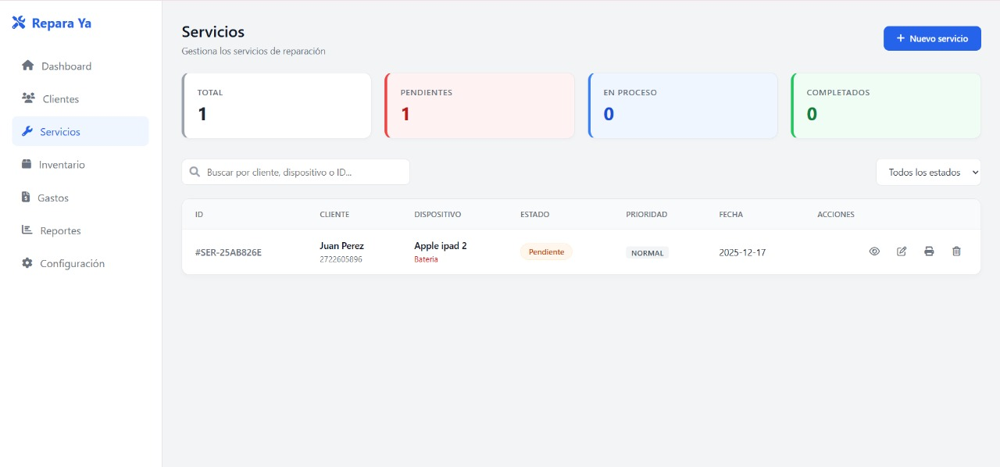 Repara Ya
Dashboard
Clientes
Servicios
Inventario
Gastos
Reportes
Configuración
Servicios
Gestiona los servicios de reparación
+ Nuevo servicio
TOTAL
1
PENDIENTES
1
EN PROCESO
0
COMPLETADOS
0
Buscar por cliente, dispositivo o ID...
Todos los estados
ID CLIENTE DISPOSITIVO ESTADO PRIORIDAD FECHA ACCIONES
#SER-25AB826E Juan Perez Apple ipad 2 Pendiente NORMAL 2025-12-17
2722605896 Bateria